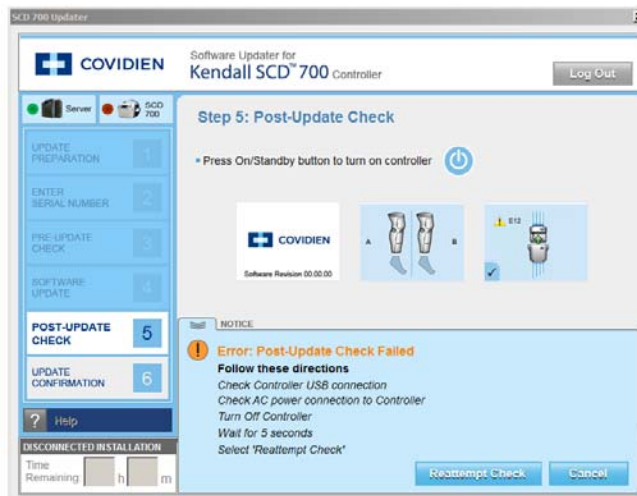 SCD 700 Updater
COVIDIEN
Software Updater for
Kendall SCD™ 700 Controller
Log Out
Server
SCD
700
UPDATE
PREPARATION 1
ENTER
SERIAL NUMBER 2
PRE-UPDATE
CHECK 3
SOFTWARE
UPDATE 4
POST-UPDATE
CHECK 5
UPDATE
CONFIRMATION 6
? Help
DISCONNECTED INSTALLATION
Time
Remaining: h m
Step 5: Post-Update Check
Press On/Standby button to turn on controller
COVIDIEN
Software Revision 00.00.00
A B
E12
NOTICE
Error: Post-Update Check Failed
Follow these directions
Check Controller USB connection
Check AC power connection to Controller
Turn Off Controller
Wait for 5 seconds
Select "Reattempt Check"
Reattempt Check
Cancel